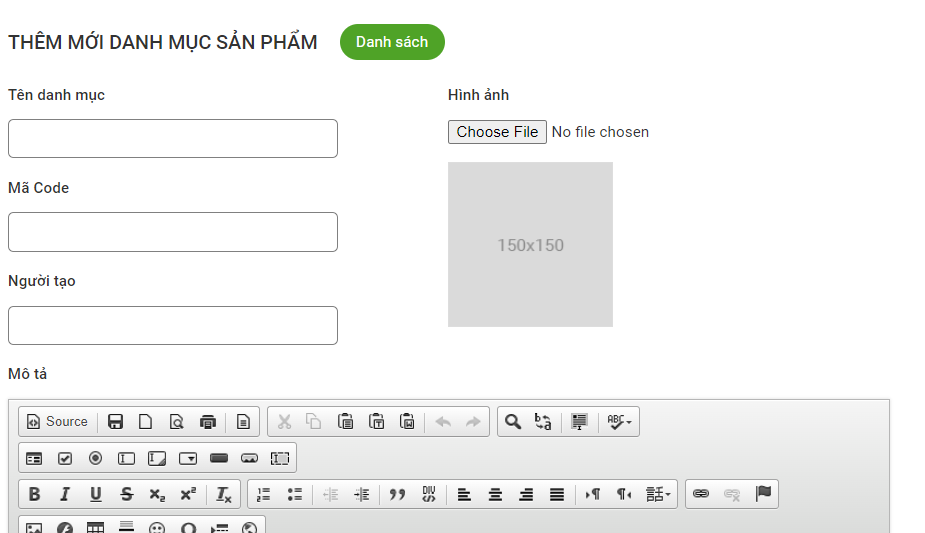 THÊM MỚI DANH MỤC SẢN PHẨM
Danh sách
Tên danh mục
Hình ảnh
Choose File No file chosen
150x150
Mã Code
Người tạo
Mô tả
Source